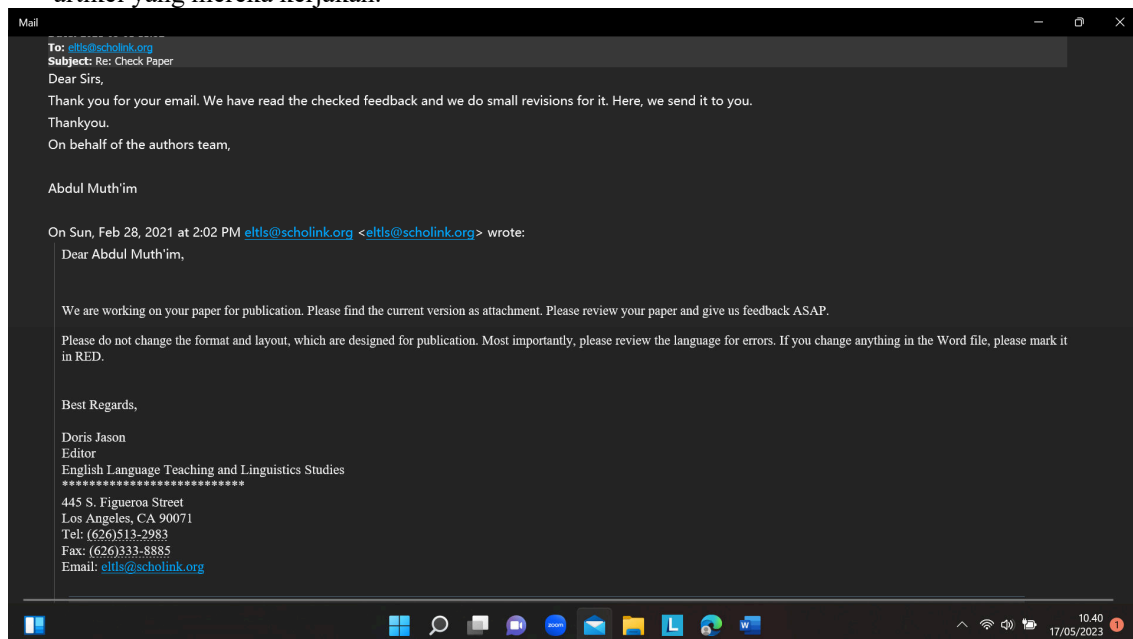 artikel yang mereka kerjakan.
Mail
To: eltls@scholink.org
Subject: Re: Check Paper
Dear Sirs,
Thank you for your email. We have read the checked feedback and we do small revisions for it. Here, we send it to you.
Thankyou.
On behalf of the authors team,
Abdul Muth'im
On Sun, Feb 28, 2021 at 2:02 PM eltls@scholink.org <eltls@scholink.org> wrote:
Dear Abdul Muth'im,
We are working on your paper for publication. Please find the current version as attachment. Please review your paper and give us feedback ASAP.
Please do not change the format and layout, which are designed for publication. Most importantly, please review the language for errors. If you change anything in the Word file, please mark it
in RED.
Best Regards,
Doris Jason
Editor
English Language Teaching and Linguistics Studies
***************************
445 S. Figueroa Street
Los Angeles, CA 90071
Tel: (626)513-2983
Fax: (626)333-8885
Email: eltls@scholink.org
zoom
L
W
10.40
17/05/2023
1